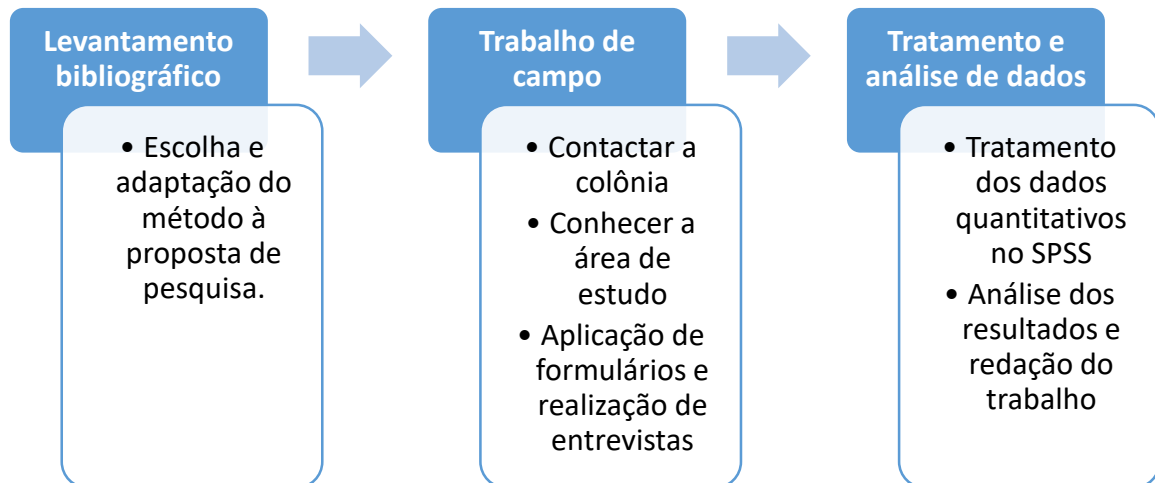 Levantamento
bibliográfico
• Escolha e
adaptação do
método à
proposta de
pesquisa.
Trabalho de
campo
• Contactar a
colônia
• Conhecer a
área de
estudo
• Aplicação de
formulários e
realização de
entrevistas
Tratamento e
análise de dados
• Tratamento
dos dados
quantitativos
no SPSS
• Análise dos
resultados e
redação do
trabalho